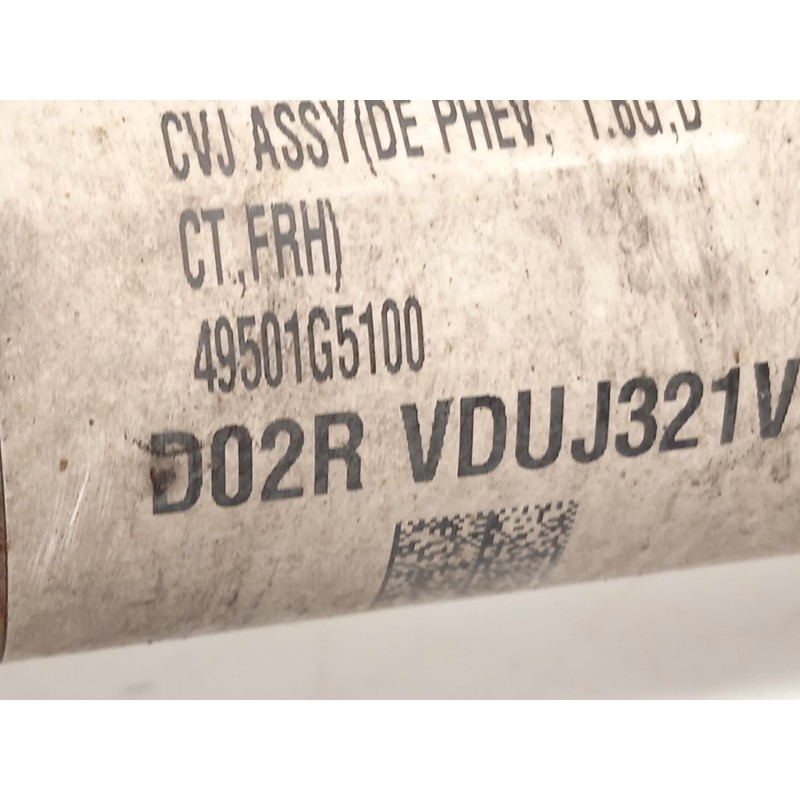 CVJ ASSY(DE PHEV, 1.6G,D
CT.,FRH)
49501G5100
D02R VDUJ321V